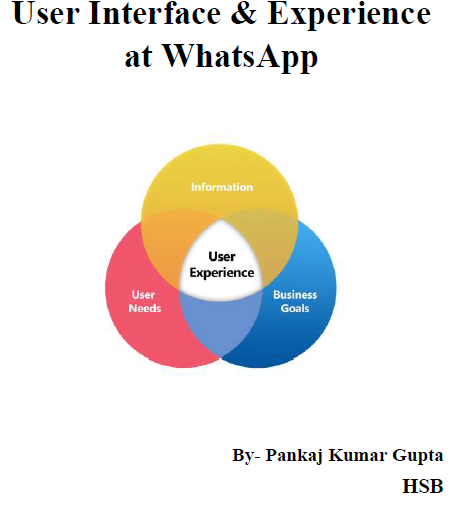 User Interface & Experience
at WhatsApp
Information
User
Experience
User
Needs
Business
Goals
By- Pankaj Kumar Gupta
HSB